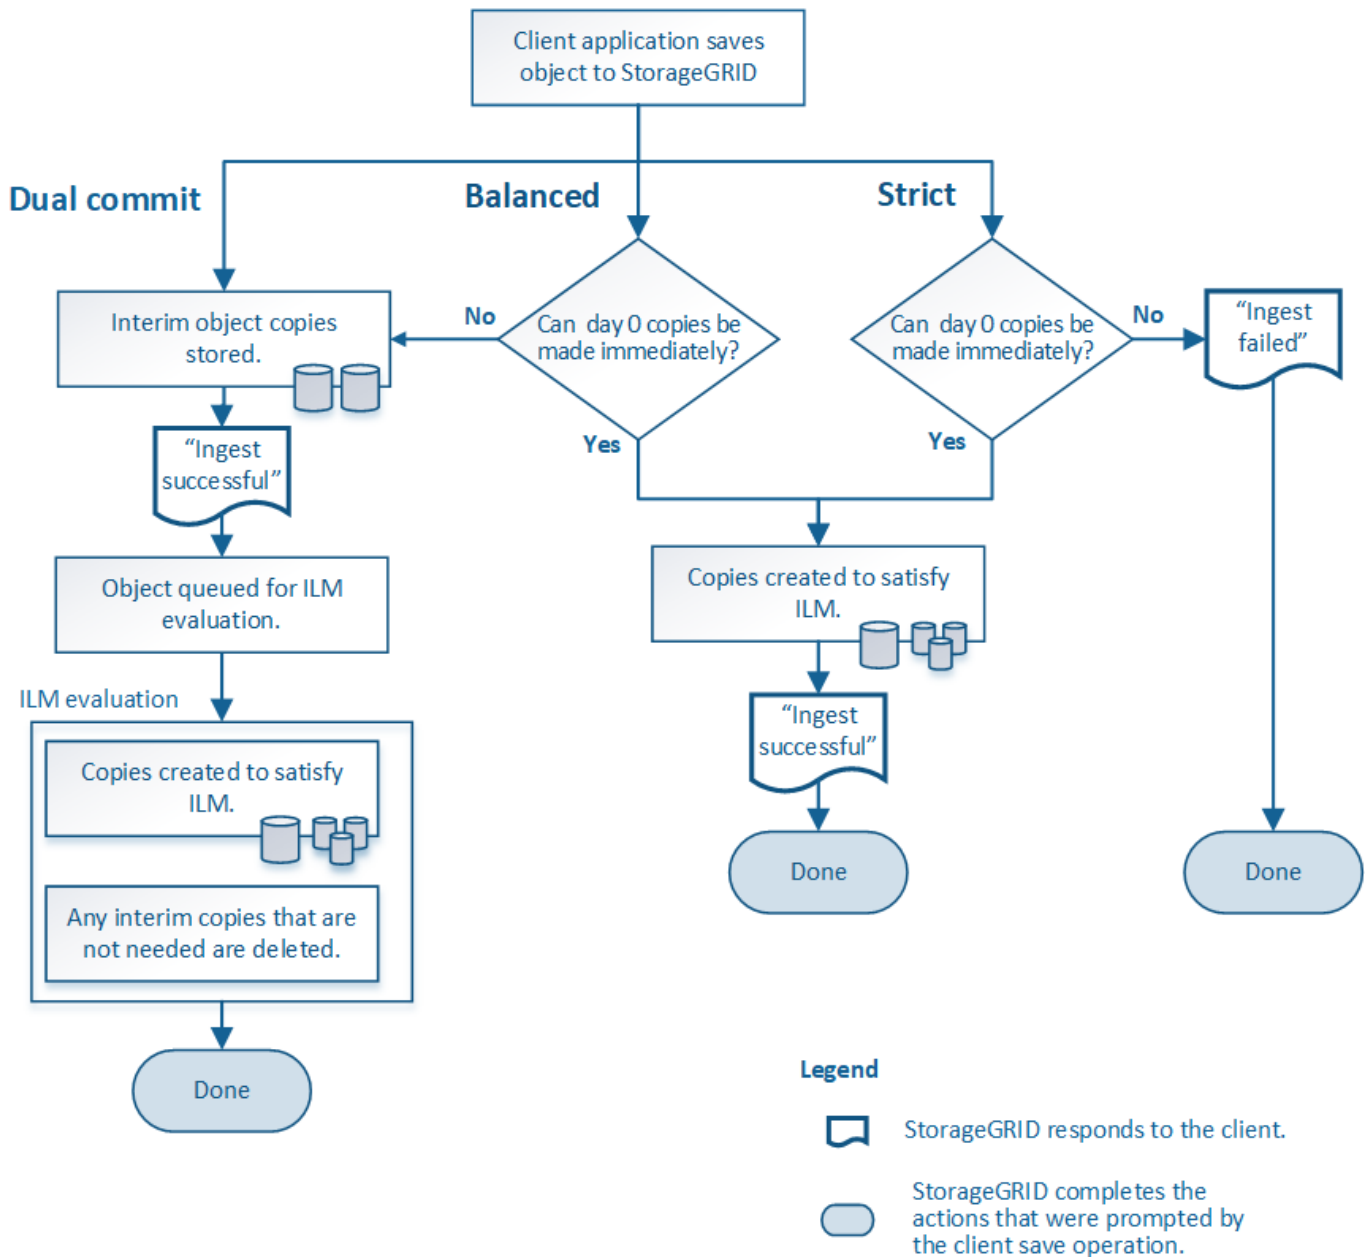 Client application saves
object to StorageGRID
Dual commit
Balanced
Strict
Interim object copies
stored.
No
Can day 0 copies be
made immediately?
Can day 0 copies be
made immediately?
No
“Ingest
failed”
Yes
Yes
“Ingest
successful”
Object queued for ILM
evaluation.
Copies created to satisfy
ILM.
ILM evaluation
“Ingest
successful”
Copies created to satisfy
ILM.
Done
Done
Any interim copies that are
not needed are deleted.
Done
Legend
StorageGRID responds to the client.
StorageGRID completes the
actions that were prompted by
the client save operation.